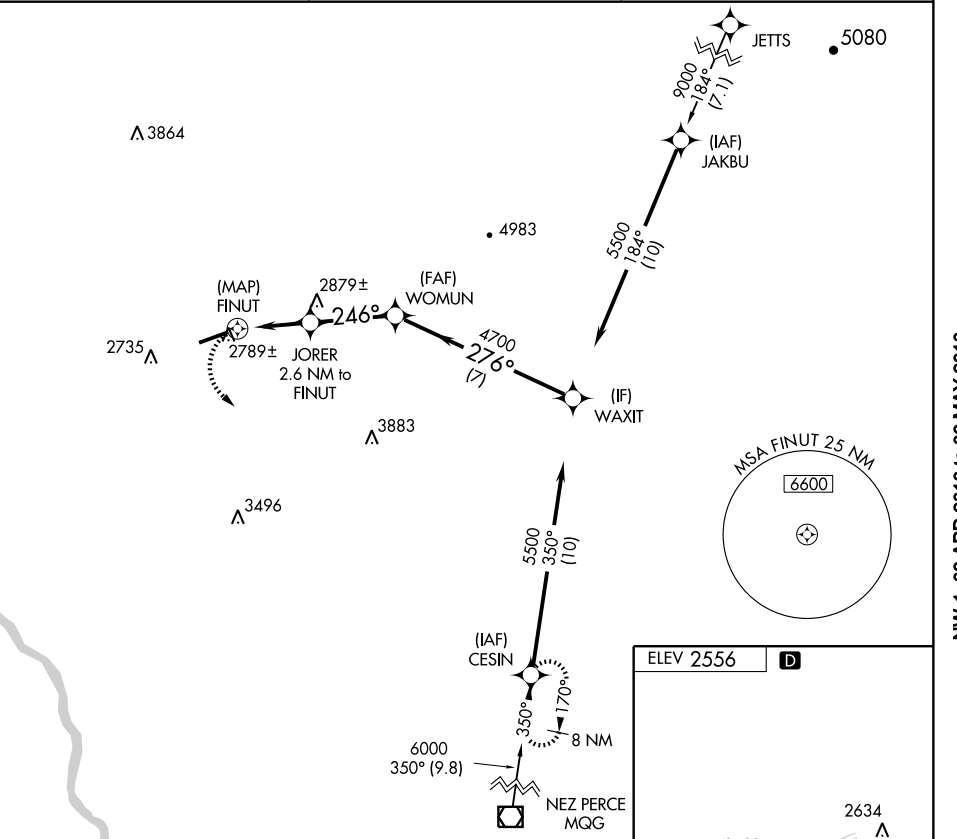 JETTS
5080
9000
184°
(7.1)
3864
(IAF)
JAKBU
4983
5500
184°
(10)
(MAP)
FINUT
2879±
(FAF)
WOMUN
246°
2735
2789±
JORER
2.6 NM to
FINUT
4700
276°
(7)
(IF)
WAXIT
3883
MSA FINUT 25 NM
6600
3496
5500
350°
(10)
(IAF)
CESIN
ELEV 2556
D
350°
170°
8 NM
6000
350° (9.8)
NEZ PERCE
MQG
2634